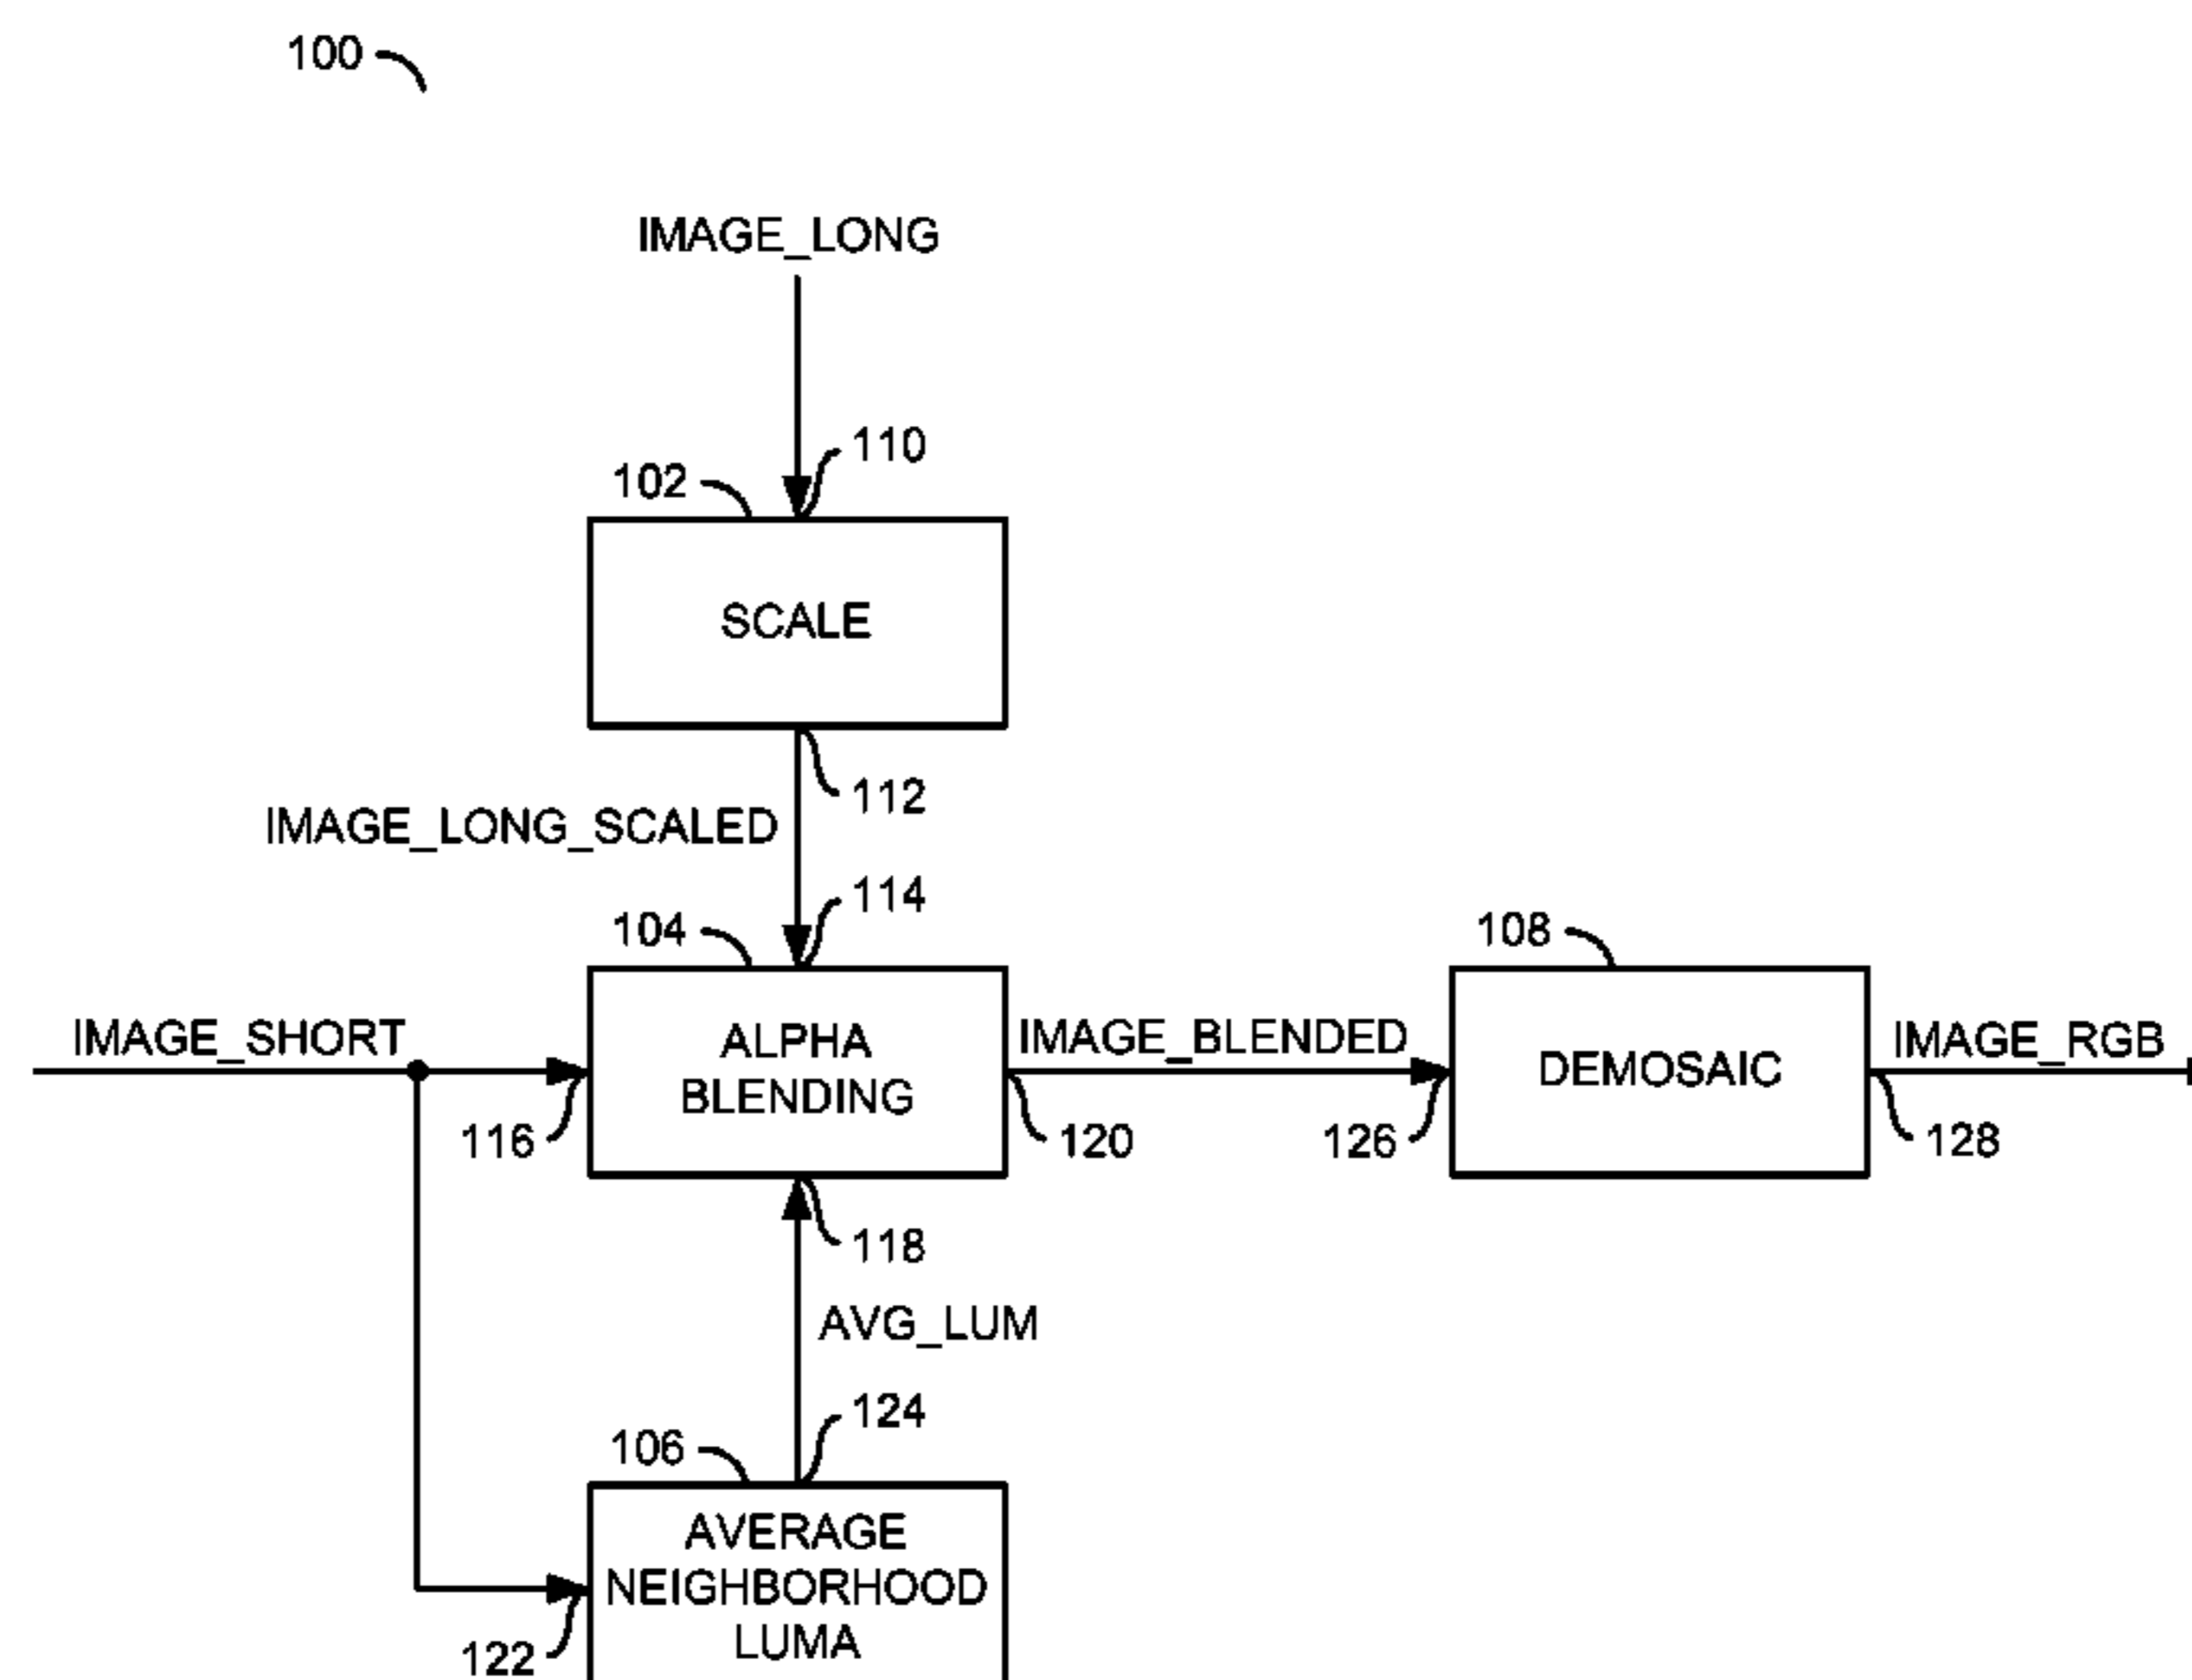 100
IMAGE_LONG
110
102
SCALE
112
IMAGE_LONG_SCALED
114
104
108
IMAGE_SHORT
ALPHA
BLENDING
IMAGE_BLENDED
DEMOSAIC
IMAGE_RGB
116
120
126
128
118
AVG_LUM
124
106
AVERAGE
NEIGHBORHOOD
LUMA
122